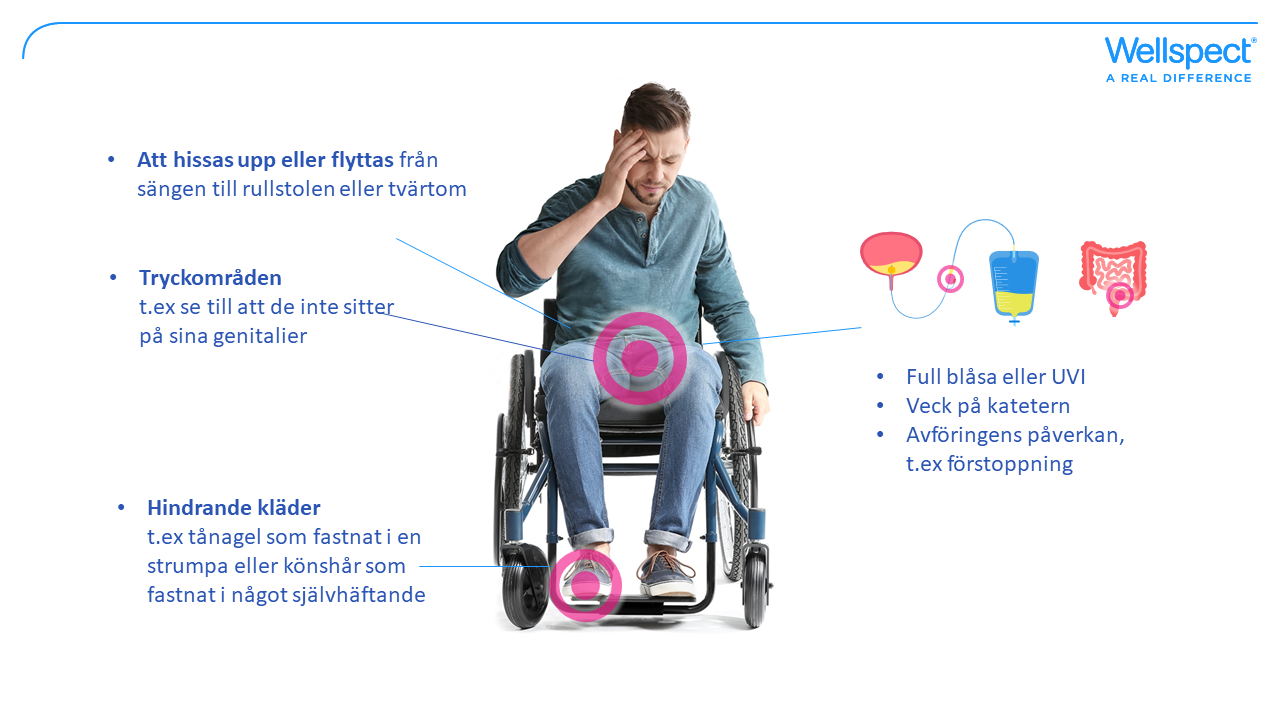 Wellspect®
A REAL DIFFERENCE
• Att hissas upp eller flyttas från
sängen till rullstolen eller tvärtom
• Tryckområden
t.ex se till att de inte sitter
på sina genitalier
• Hindrande kläder
t.ex tånagel som fastnat i en
strumpa eller könshår som
fastnat i något självhäftande
• Full blåsa eller UVI
• Veck på katetern
• Avföringens påverkan,
t.ex förstoppning